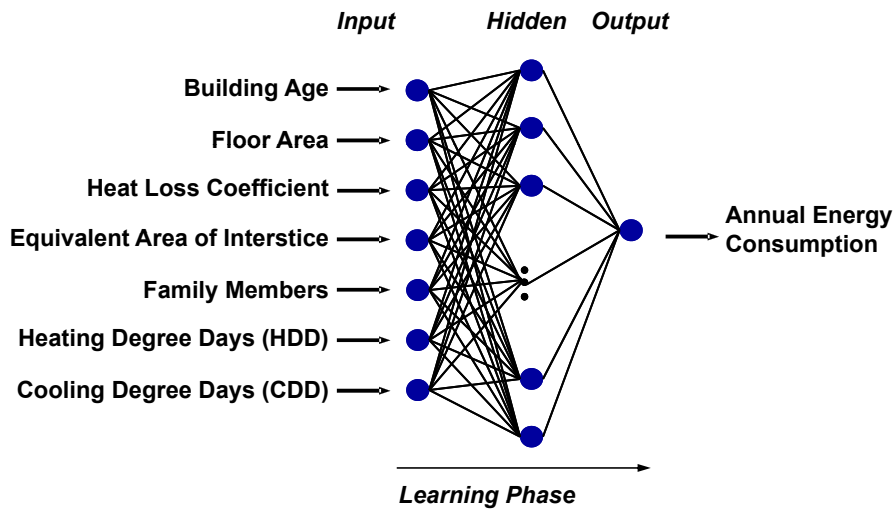 Input Hidden Output
Building Age
Floor Area
Heat Loss Coefficient
Equivalent Area of Interstice
Family Members
Heating Degree Days (HDD)
Cooling Degree Days (CDD)
Annual Energy
Consumption
Learning Phase